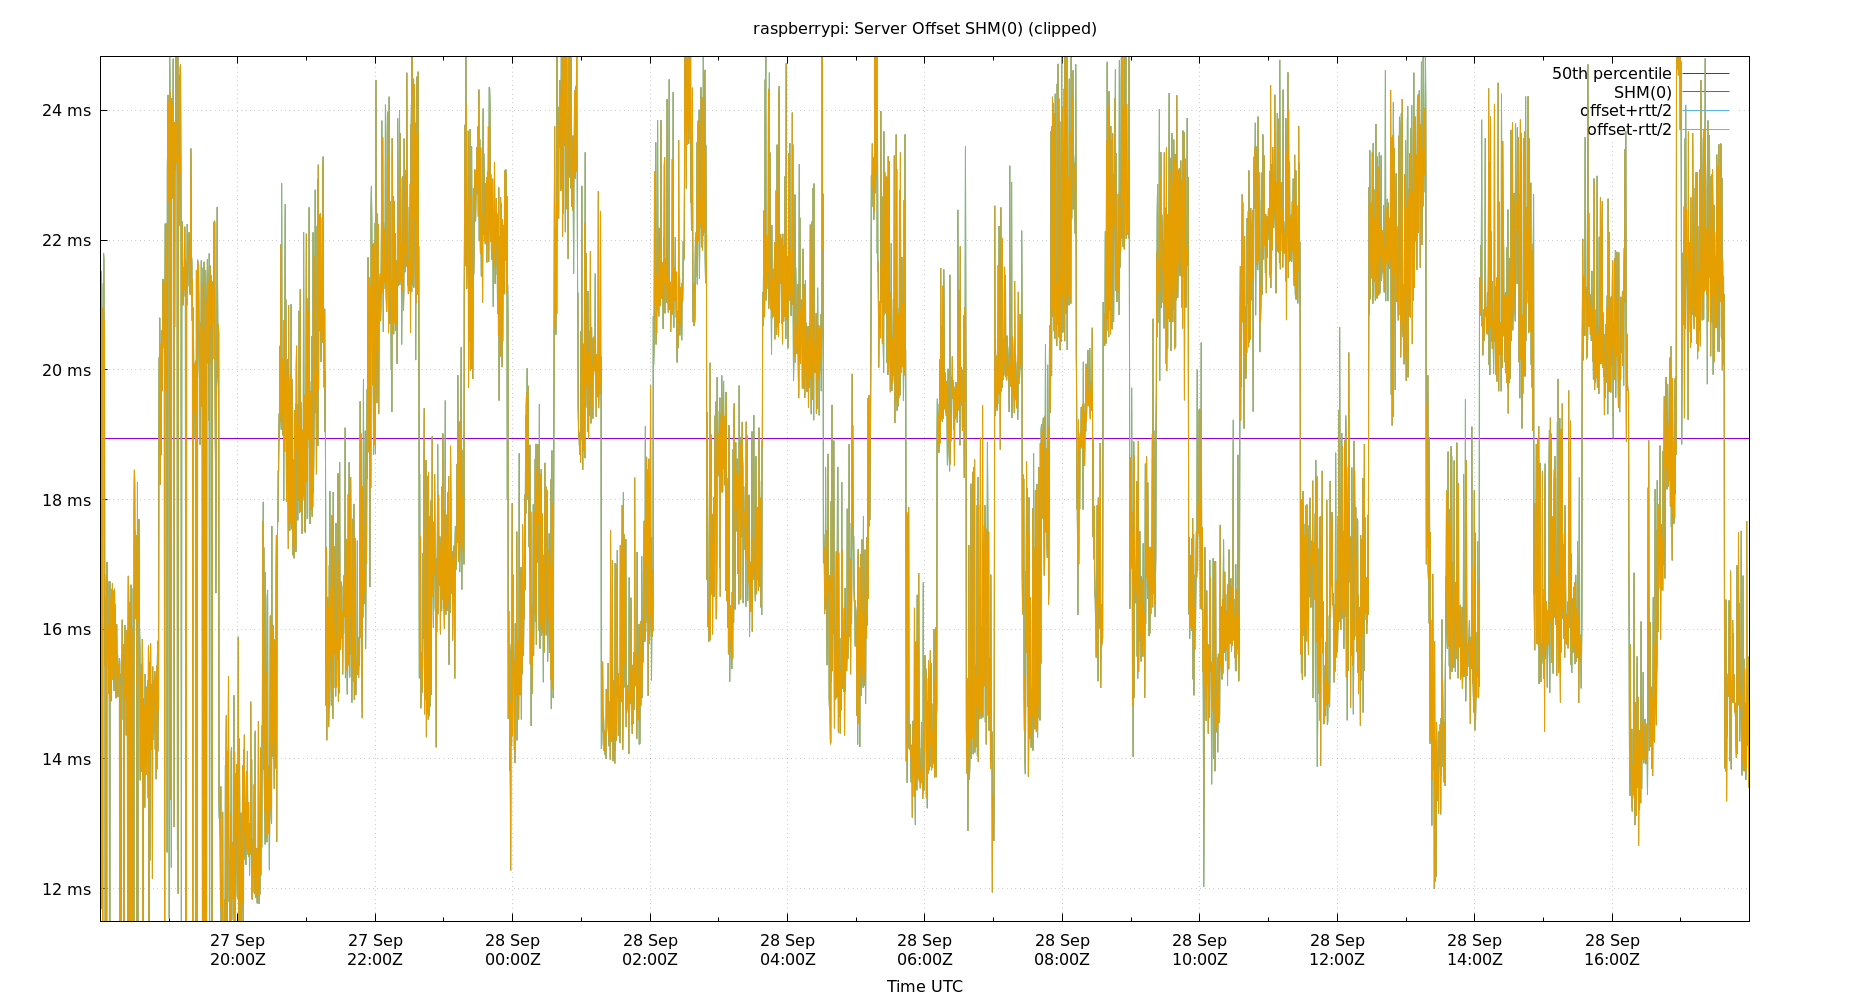 raspberrypi: Server Offset SHM(0) (clipped)
50th percentile
SHM(0)
offset+rtt/2
offset-rtt/2
24 ms
22 ms
20 ms
18 ms
16 ms
14 ms
12 ms
27 Sep
20:00Z
27 Sep
22:00Z
28 Sep
00:00Z
28 Sep
02:00Z
28 Sep
04:00Z
28 Sep
06:00Z
28 Sep
08:00Z
28 Sep
10:00Z
28 Sep
12:00Z
28 Sep
14:00Z
28 Sep
16:00Z
Time UTC